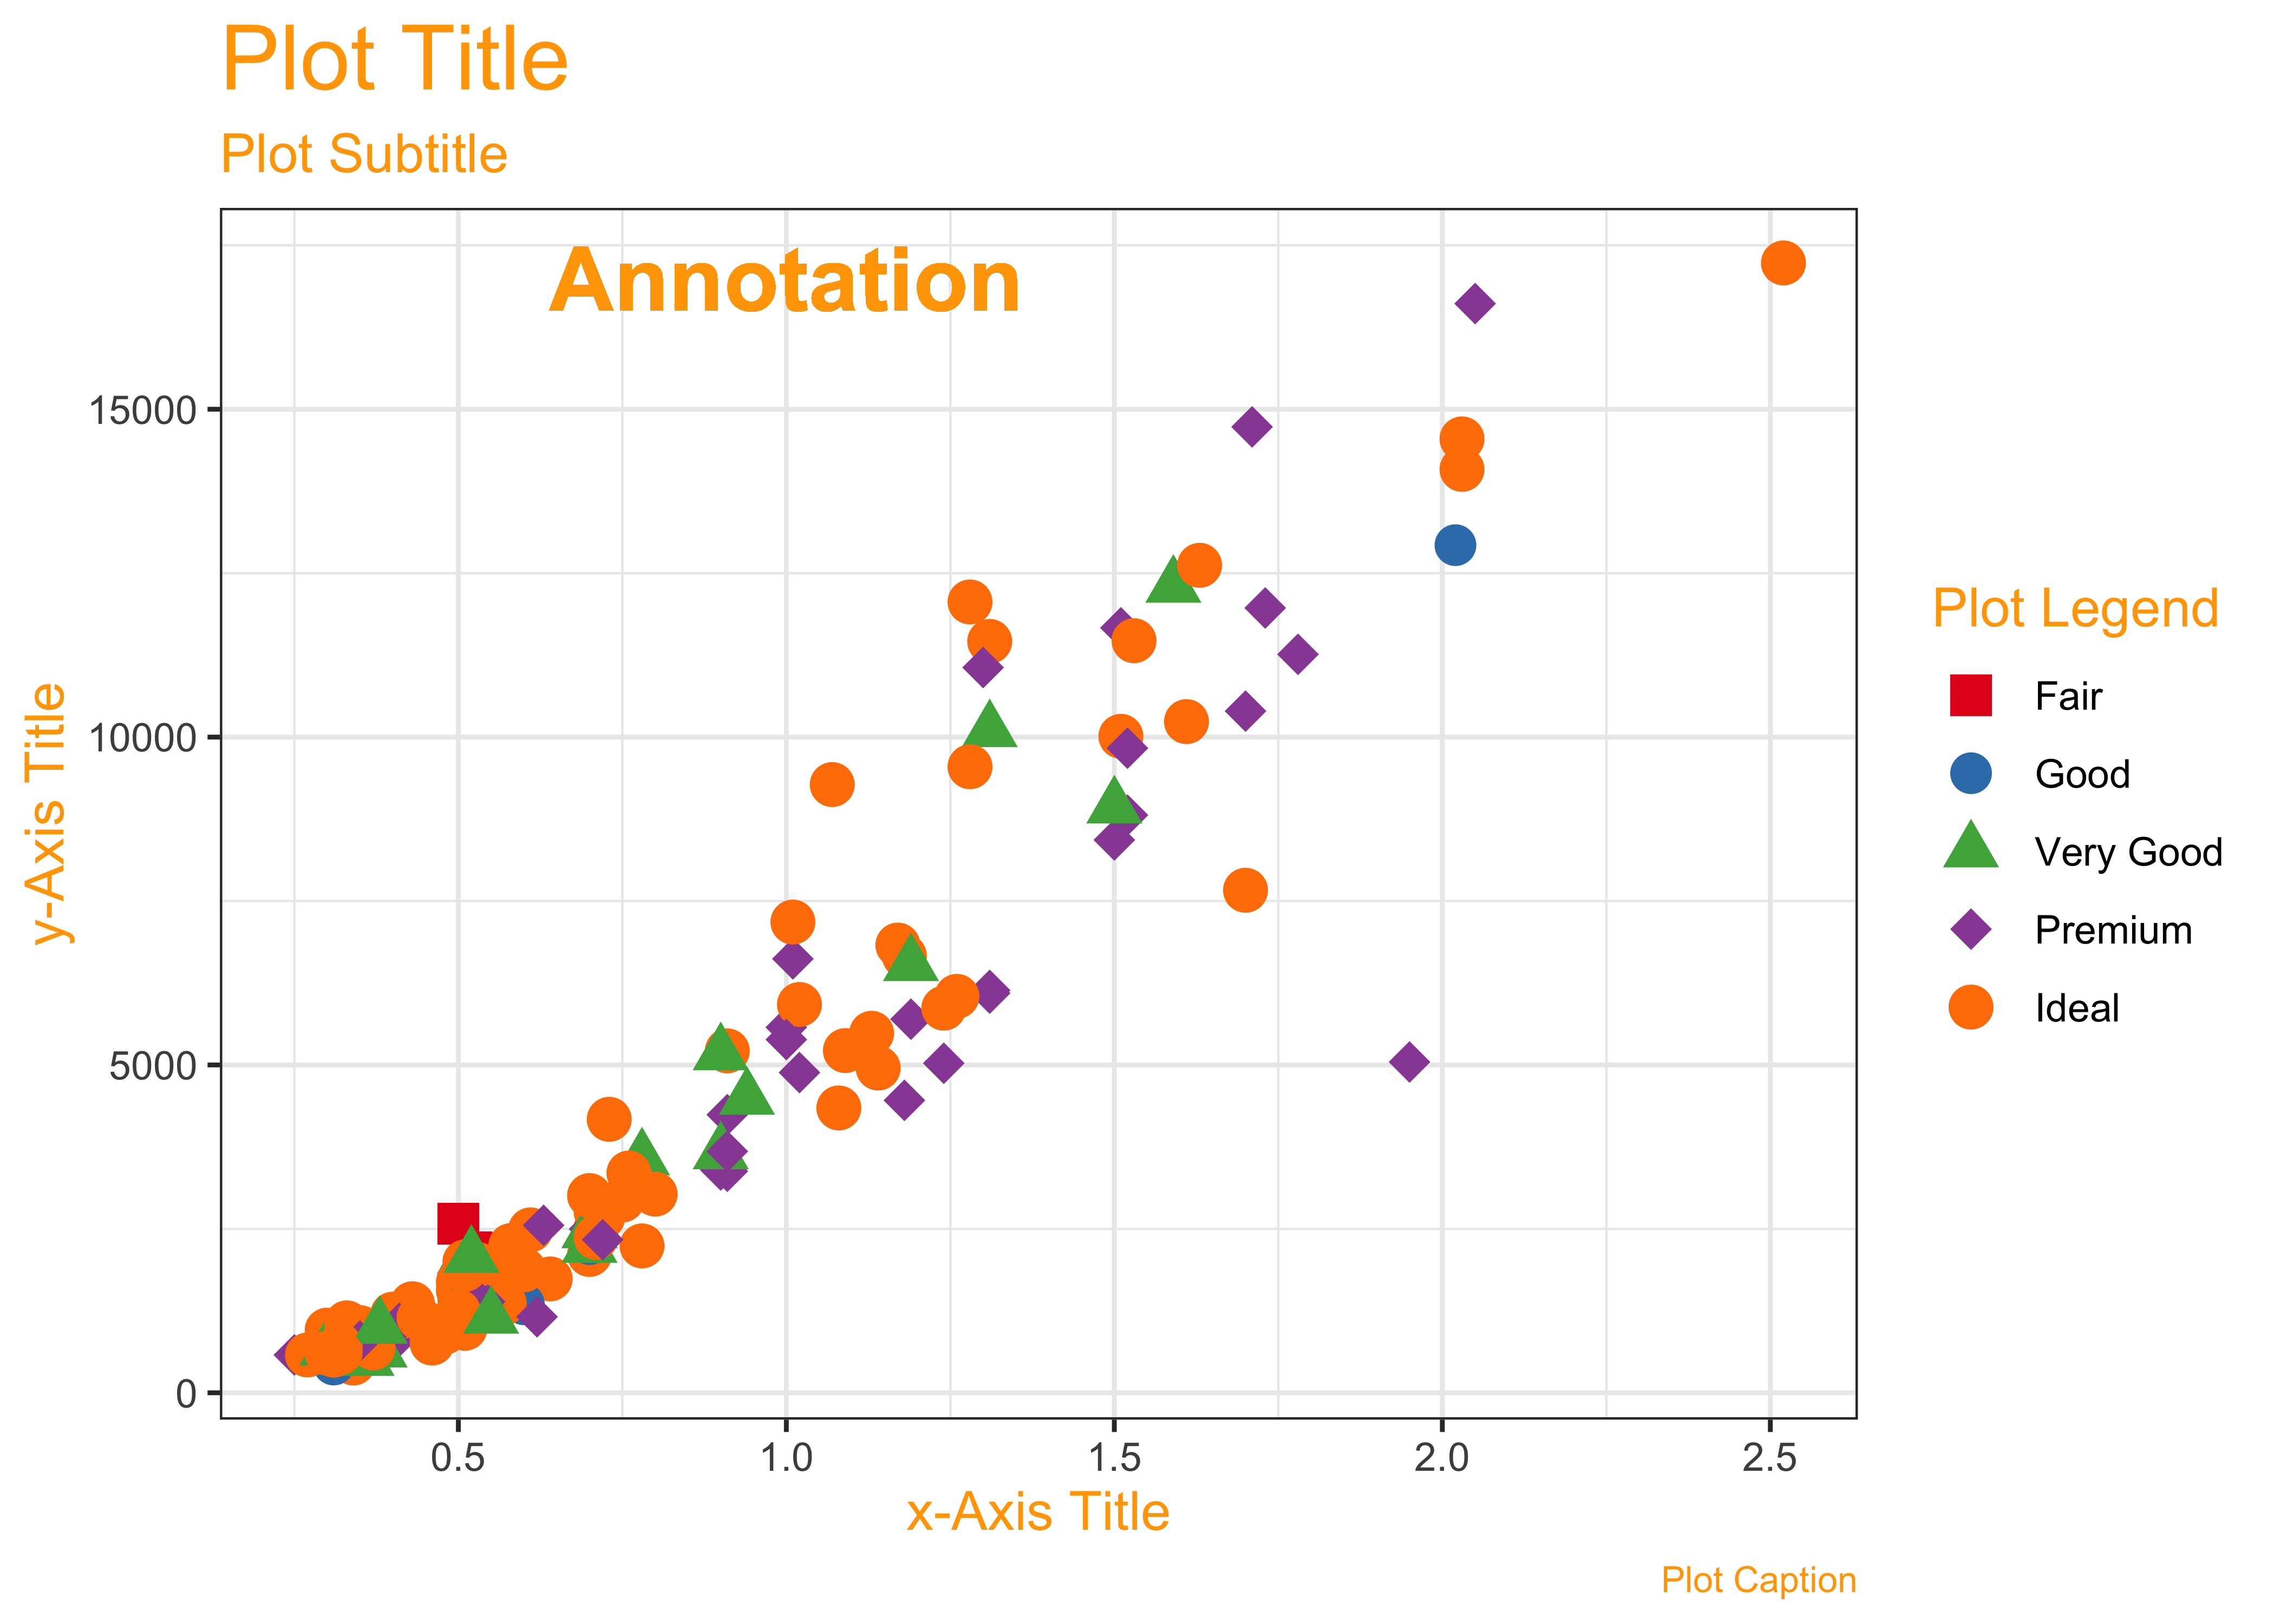 Plot Title
Plot Subtitle
Annotation
15000
10000
5000
0
y-Axis Title
0.5 1.0 1.5 2.0 2.5
x-Axis Title
Plot Legend
Fair
Good
Very Good
Premium
Ideal
Plot Caption